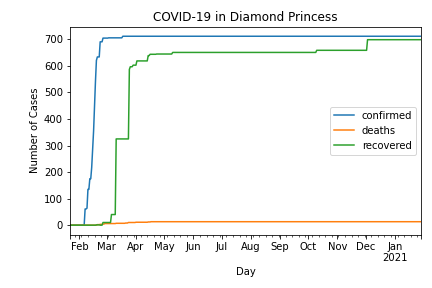 COVID-19 in Diamond Princess
Number of Cases
700
600
500
400
300
200
100
0
confirmed
deaths
recovered
Feb Mar Apr May Jun Jul Aug Sep Oct Nov Dec Jan
2021
Day